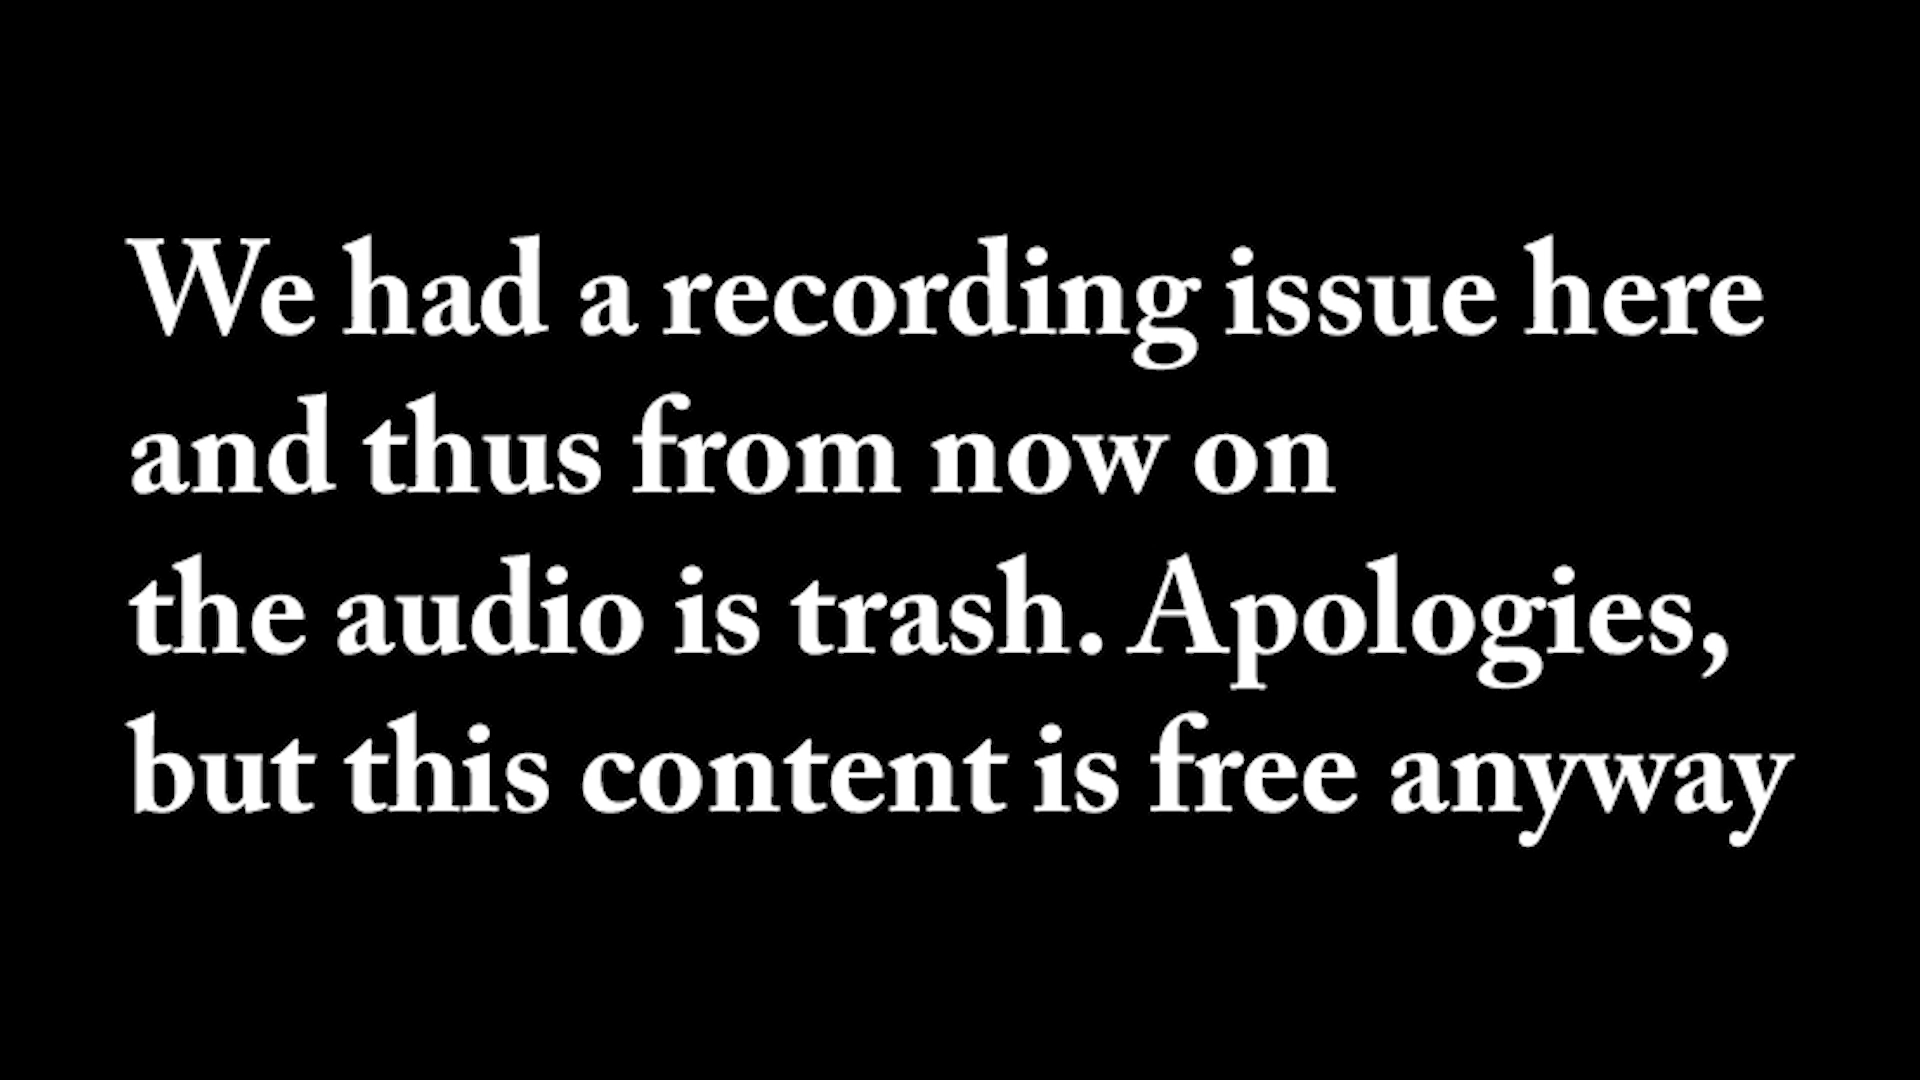 We had a recording issue here
and thus from now on
the audio is trash. Apologies,
but this content is free anyway